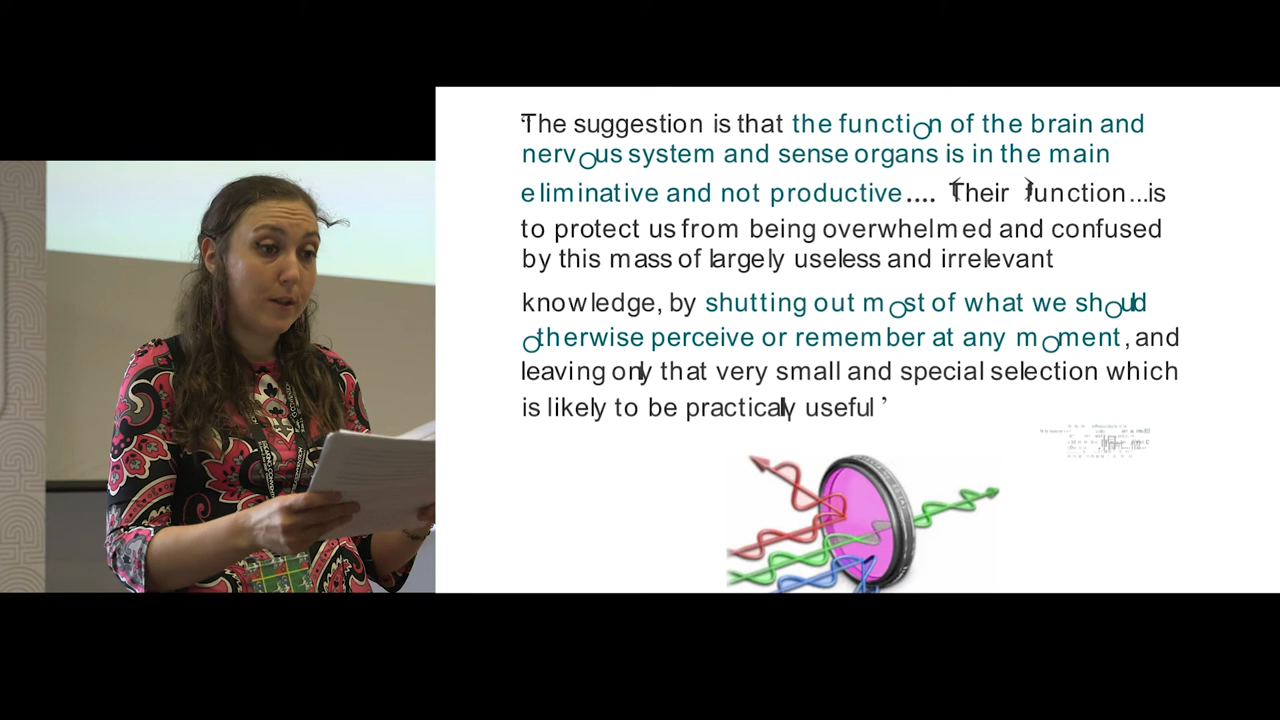 ‘The suggestion is that the function of the brain and
nervous system and sense organs is in the main
eliminative and not productive.... Their function...is
to protect us from being overwhelmed and confused
by this mass of largely useless and irrelevant
knowledge, by shutting out most of what we should
otherwise perceive or remember at any moment, and
leaving only that very small and special selection which
is likely to be practically useful’